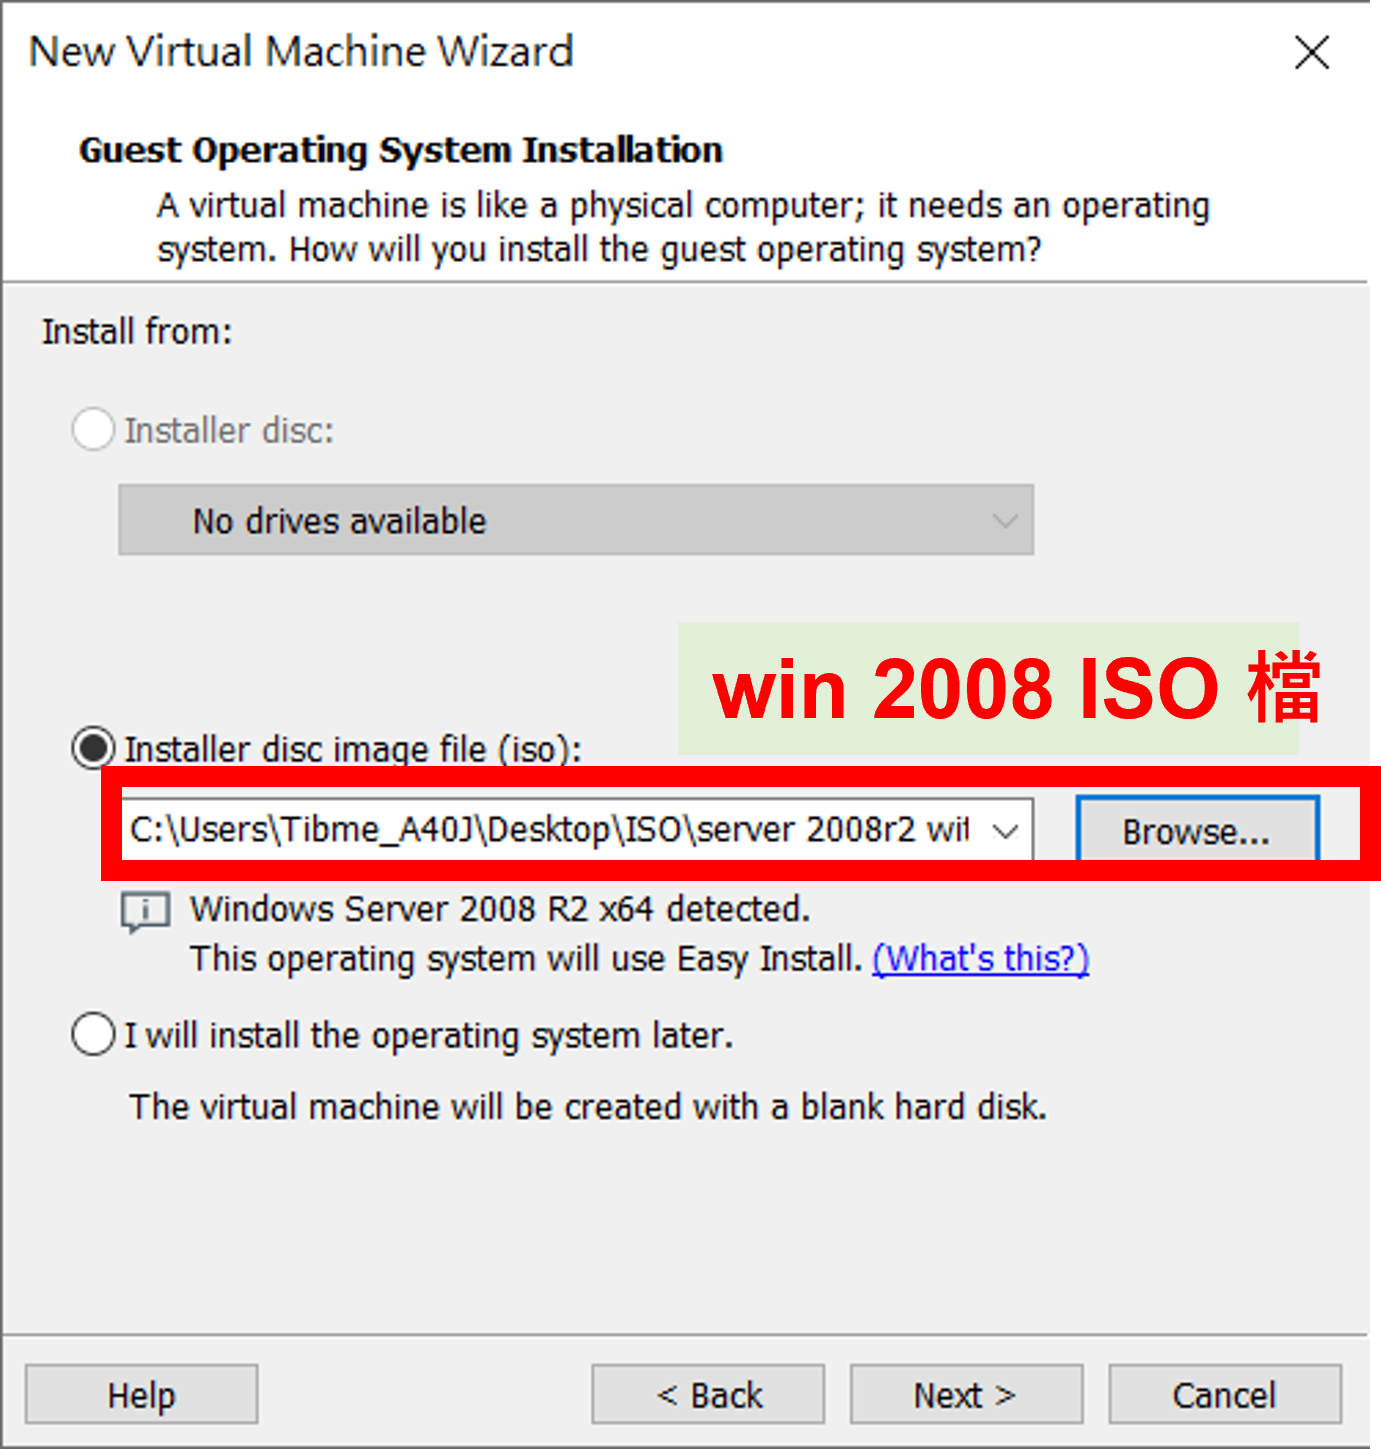 New Virtual Machine Wizard
Guest Operating System Installation
A virtual machine is like a physical computer; it needs an operating
system. How will you install the guest operating system?
Install from:
Installer disc:
No drives available
win 2008 ISO 檔
Installer disc image file (iso):
C:\Users\Tibme_A40J\Desktop\ISO\server 2008r2 wit
Browse...
Windows Server 2008 R2 x64 detected.
This operating system will use Easy Install. (What's this?)
I will install the operating system later.
The virtual machine will be created with a blank hard disk.
Help
< Back
Next >
Cancel